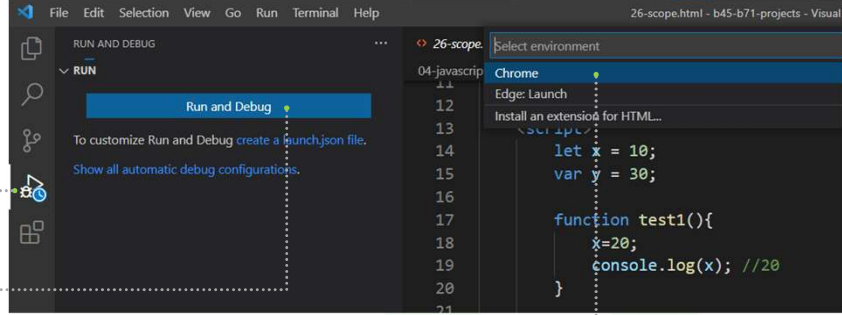 File Edit Selection View Go Run Terminal Help
26-scope.html - b45-b71-projects - Visual
RUN AND DEBUG ...
RUN
Run and Debug
To customize Run and Debug create a launch.json file.
Show all automatic debug configurations.
26-scope.
Select environment
04-javascrip
Chrome
Edge: Launch
Install an extension for HTML...
11
12
13 <script>
14 let x = 10;
15 var y = 30;
16
17 function test1(){
18 x=20;
19 console.log(x); //20
20 }
21